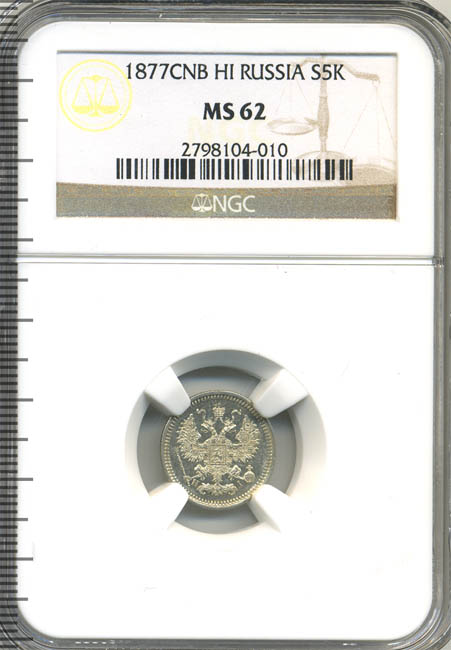 1877CNB HI RUSSIA S5K
MS 62
2798104-010
NGC